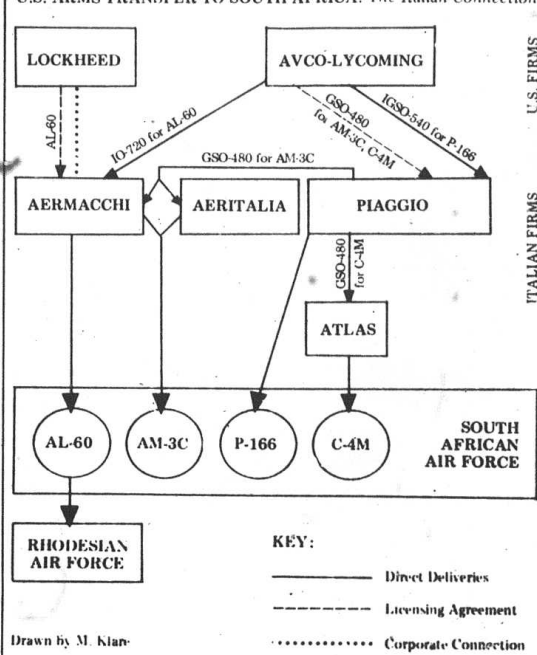 U.S. ARMS TRANSFER TO SOUTH AFRICA: The Italian Connection
LOCKHEED
AVCO-LYCOMING
U.S. FIRMS
AL-60
IO-720 for AL-60
GSO-480
for AM-3C, C-4M
IGSO-540 for P-166
GSO-480 for AM-3C
AERMACCHI
AERITALIA
PIAGGIO
ITALIAN FIRMS
GSO-480
for C-4M
ATLAS
AL-60
AM-3C
P-166
C-4M
SOUTH
AFRICAN
AIR FORCE
RHODESIAN
AIR FORCE
KEY:
Direct Deliveries
Licensing Agreement
Corporate Connection
Drawn by M. Klare